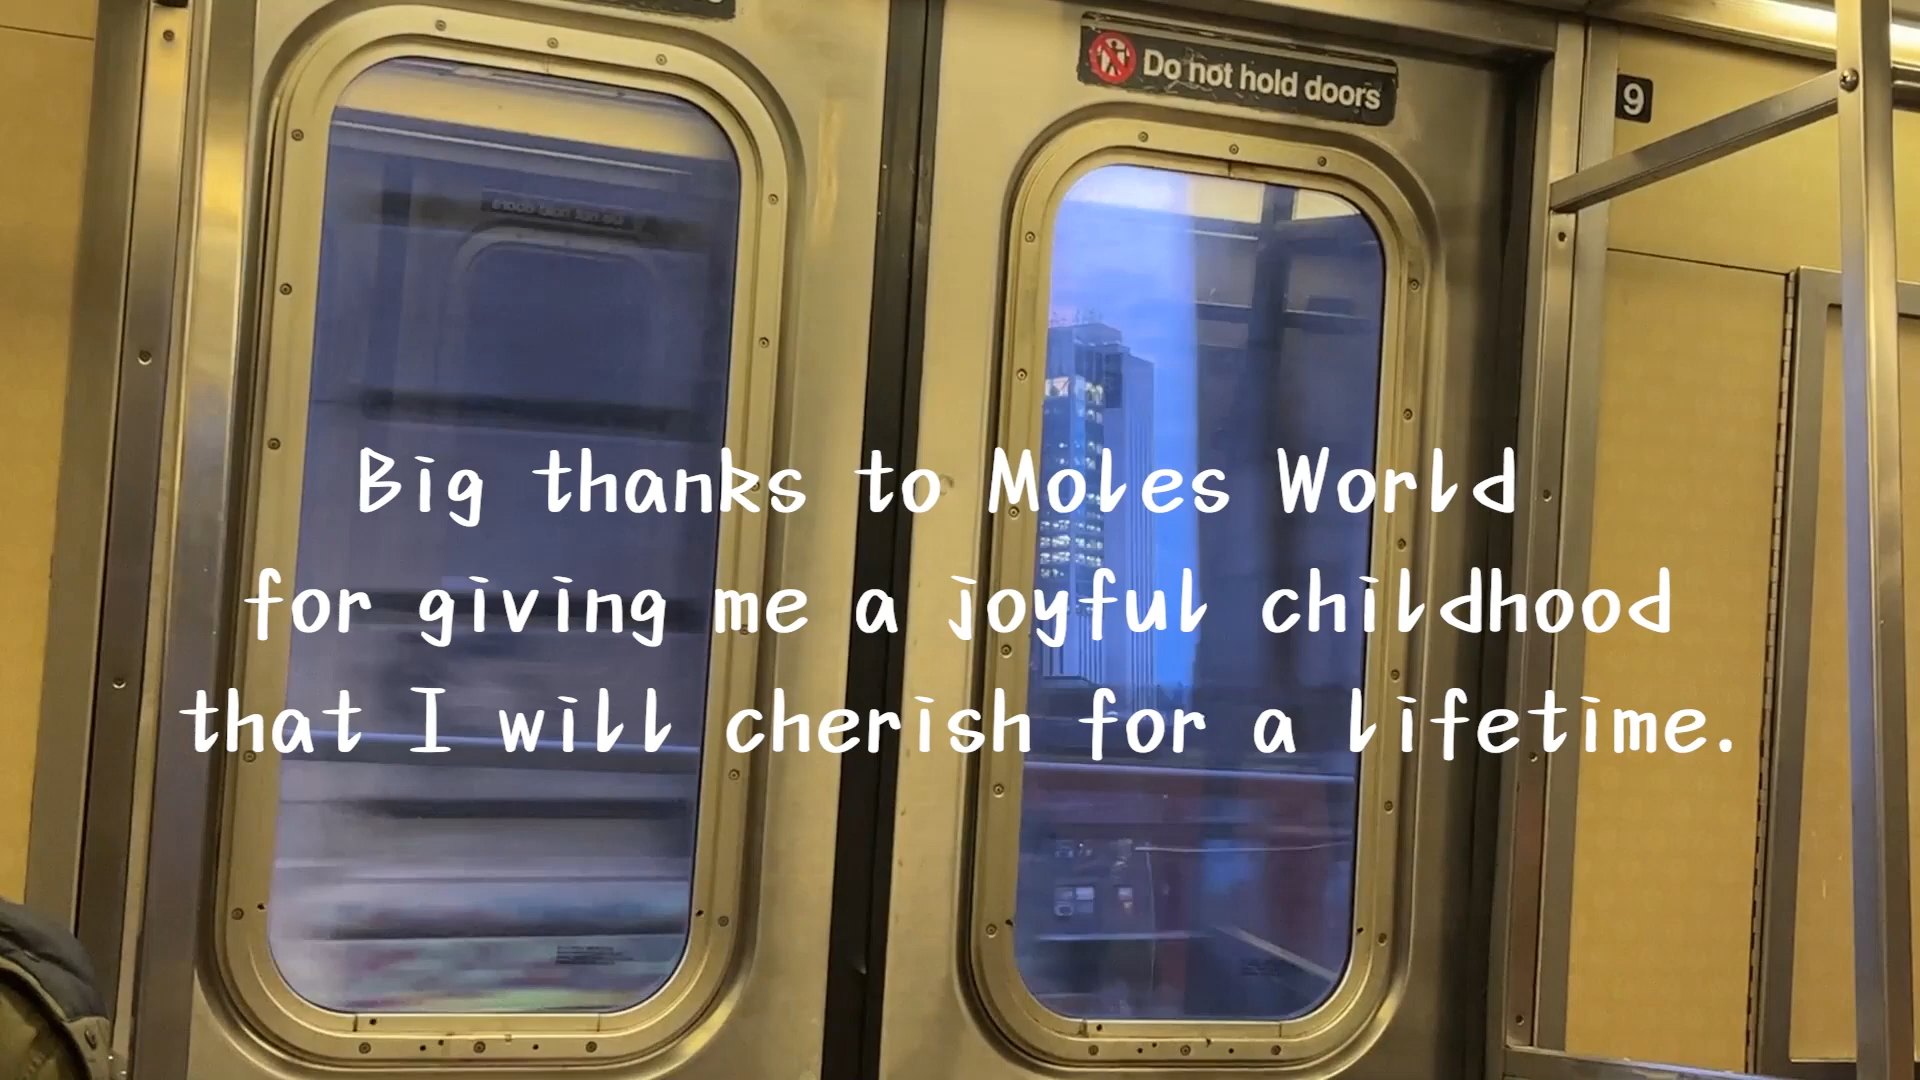 Do not hold doors
9
Big thanks to Moles World
for giving me a joyful childhood
that I will cherish for a lifetime.